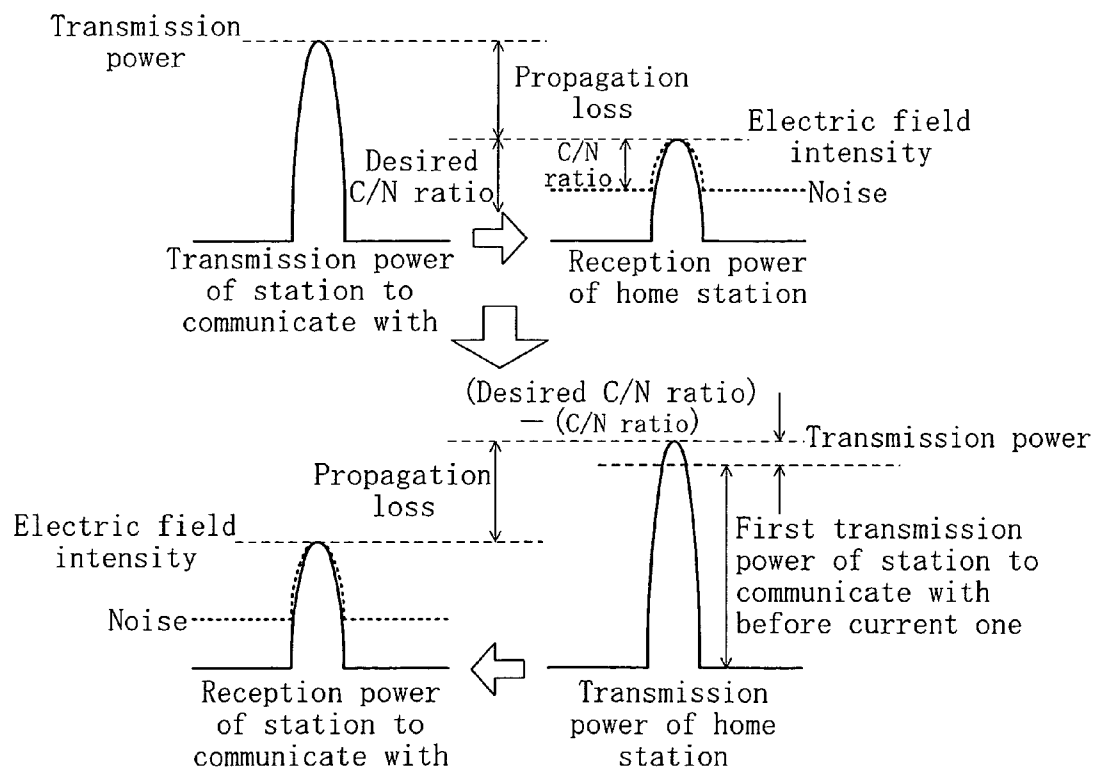 Transmission
power
Propagation
loss
Desired
C/N ratio
C/N
ratio
Electric field
intensity
Noise
Transmission power
of station to
communicate with
Reception power
of home station
(Desired C/N ratio)
— (C/N ratio)
Transmission power
Propagation
loss
Electric field
intensity
Noise
First transmission
power of station to
communicate with
before current one
Reception power
of station to
communicate with
Transmission
power of home
station